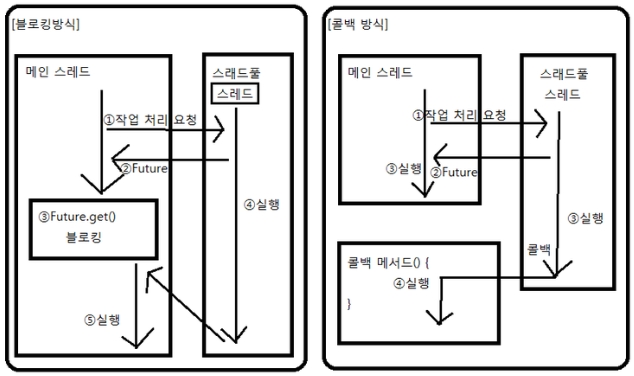 [블로킹방식]
메인 스레드
스래드풀
스레드
①작업 처리 요청
②Future
③Future.get()
블로킹
④실행
⑤실행
[콜백 방식]
메인 스레드
스래드풀
스레드
①작업 처리 요청
③실행
②Future
③실행
콜백
콜백 메서드() {
④실행
}